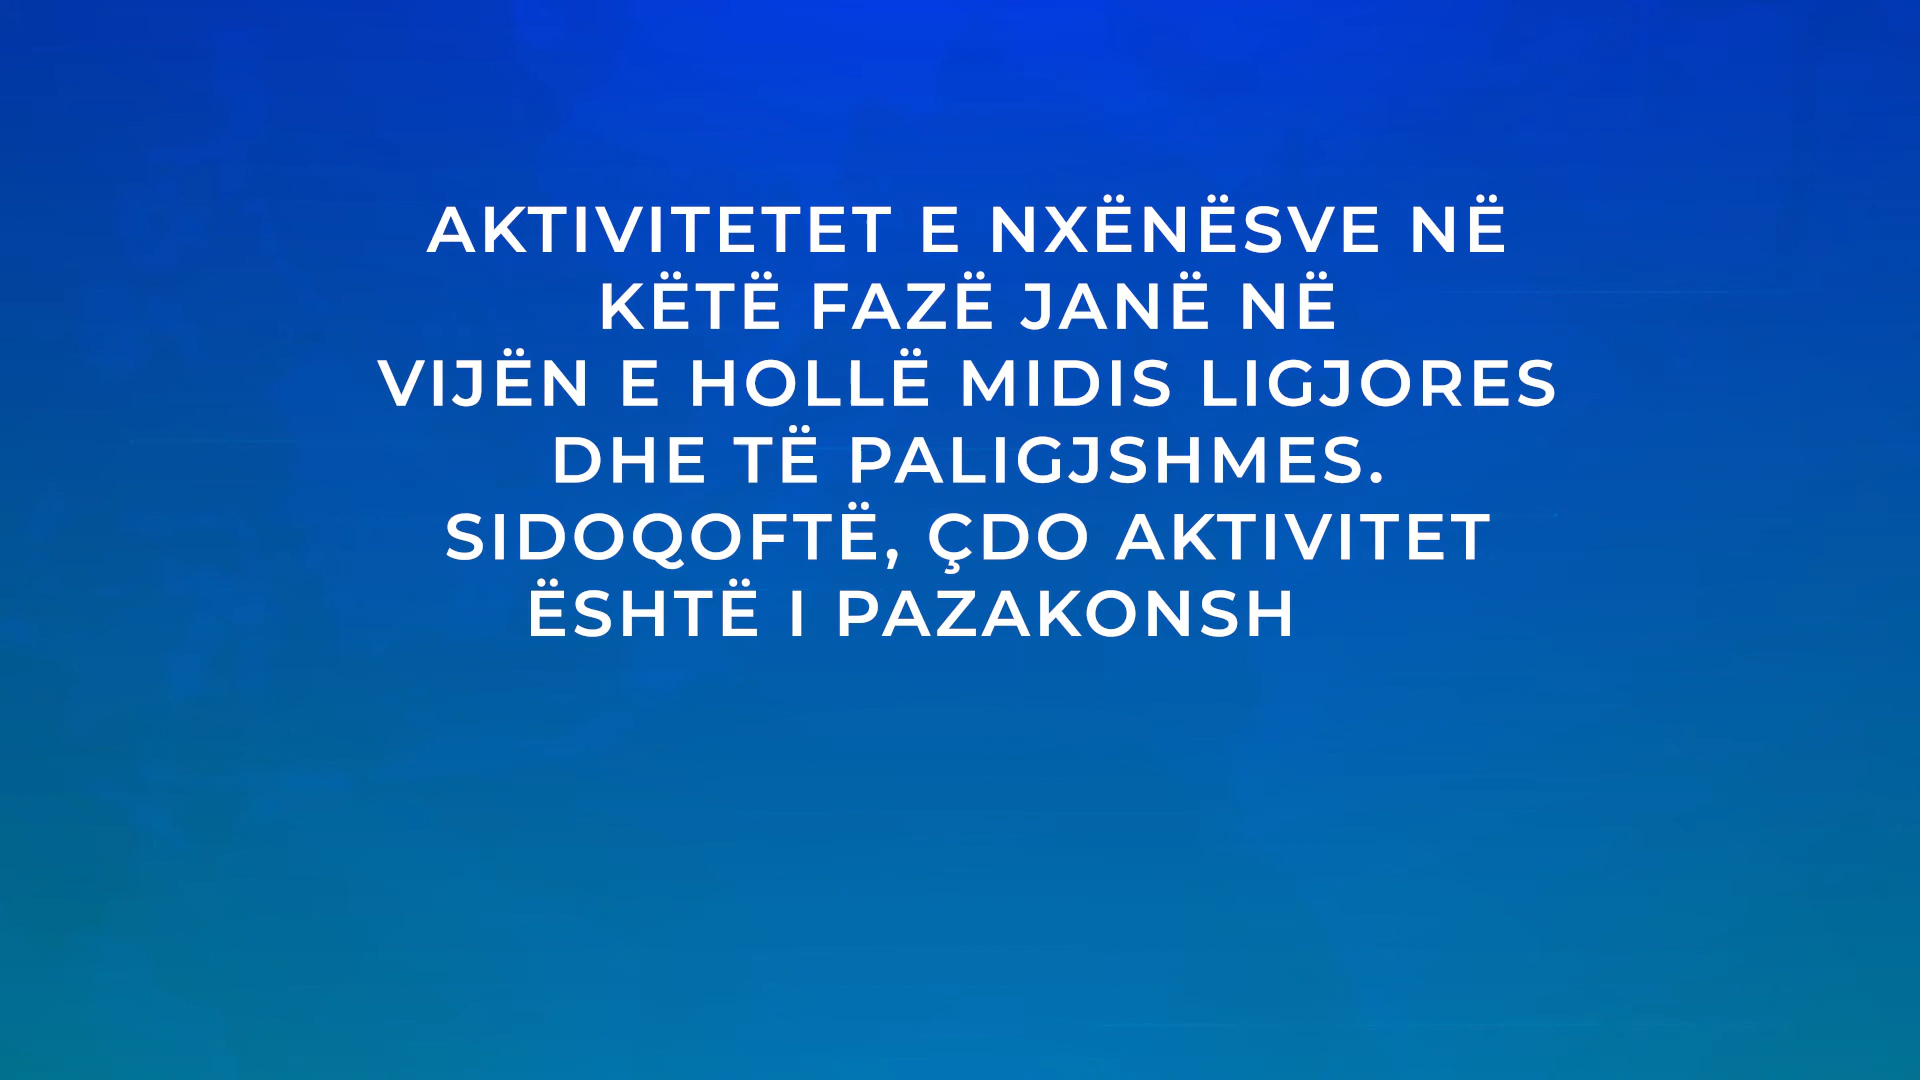 AKTIVITETET E NXËNËSVE NË
KËTË FAZË JANË NË
VIJËN E HOLLË MIDIS LIGJORES
DHE TË PALIGJSHMES.
SIDOQOFTË, ÇDO AKTIVITET
ËSHTË I PAZAKONSH